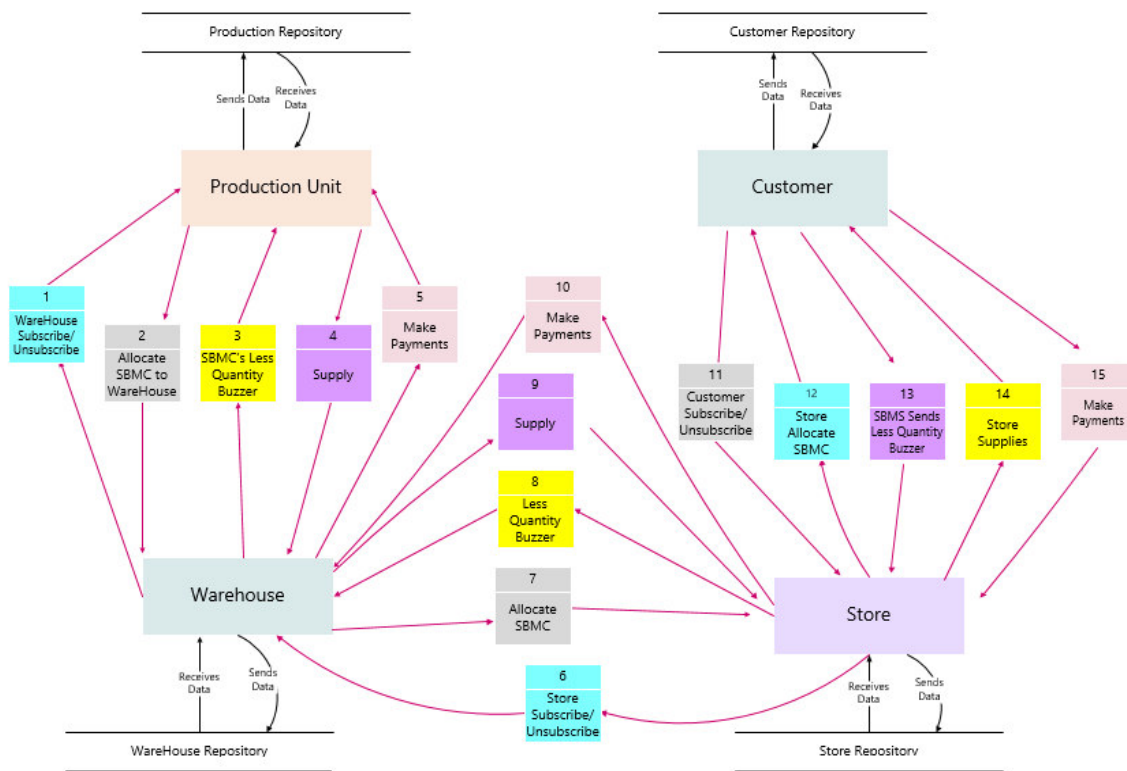 Production Repository
Customer Repository
Sends Data
Receives
Data
Sends
Data
Receives
Data
Production Unit
Customer
1
WareHouse
Subscribe/
Unsubscribe
2
Allocate
SBMC to
WareHouse
3
SBMC's Less
Quantity
Buzzer
4
Supply
5
Make
Payments
10
Make
Payments
9
Supply
8
Less
Quantity
Buzzer
7
Allocate
SBMC
6
Store
Subscribe/
Unsubscribe
11
Customer
Subscribe/
Unsubscribe
12
Store
Allocate
SBMC
13
SBMS Sends
Less Quantity
Buzzer
14
Store
Supplies
15
Make
Payments
Warehouse
Store
Receives
Data
Sends
Data
Receives
Data
Sends
Data
WareHouse Repository
Store Repository